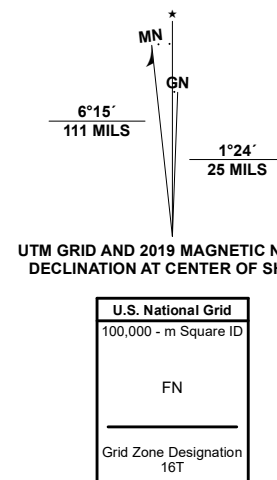 ★
MN
GN
6°15´
111 MILS
1°24´
25 MILS
UTM GRID AND 2019 MAGNETIC N
DECLINATION AT CENTER OF SH
U.S. National Grid
100,000 - m Square ID
FN
Grid Zone Designation
16T